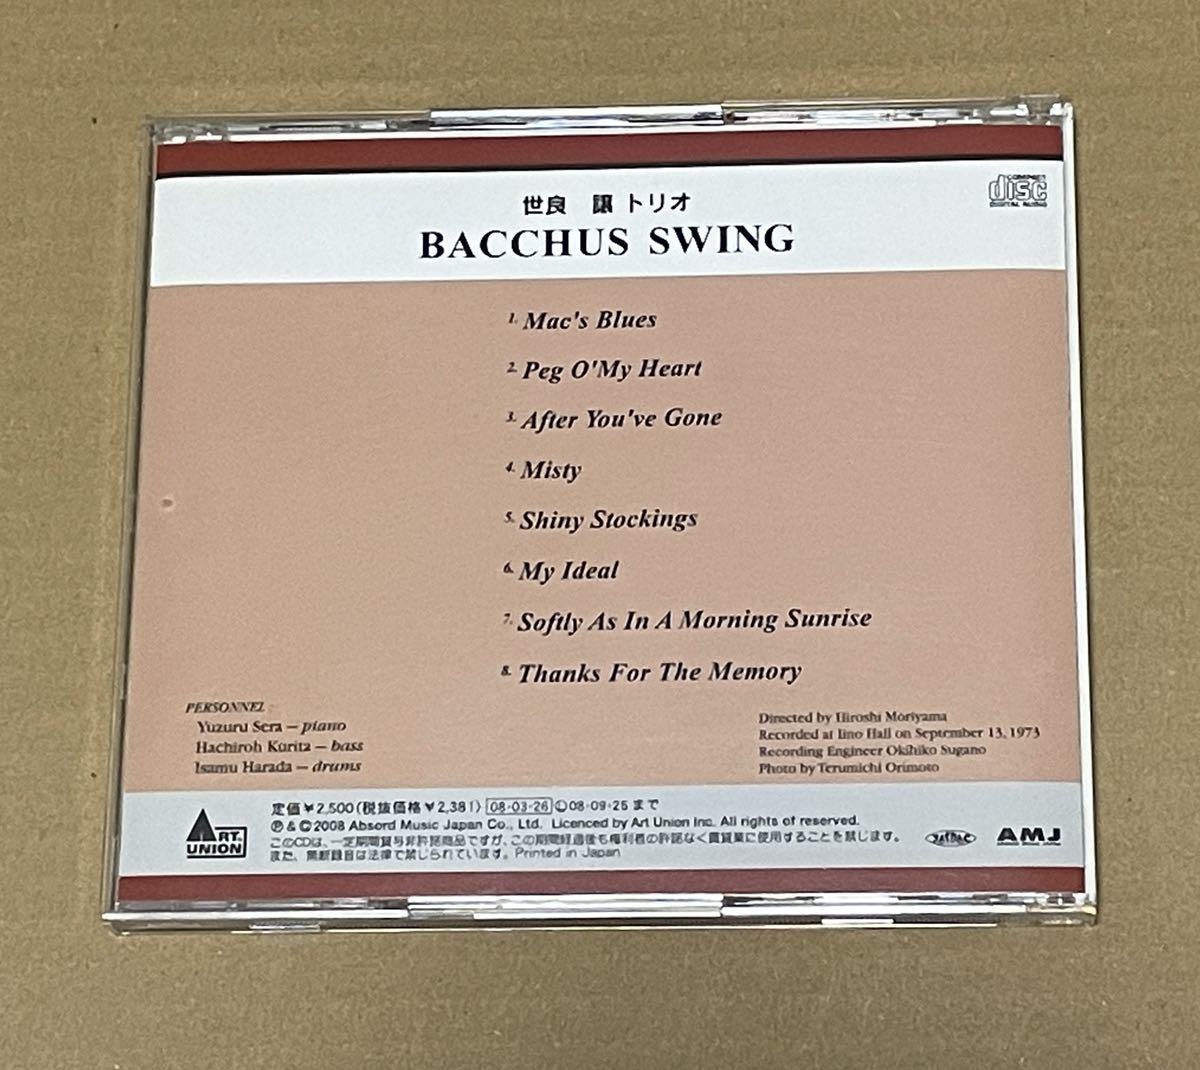 COMPACT
disc
DIGITAL AUDIO
世良 譲 トリオ
BACCHUS SWING
1. Mac's Blues
2. Peg O'My Heart
3. After You've Gone
4. Misty
5. Shiny Stockings
6. My Ideal
7. Softly As In A Morning Sunrise
8. Thanks For The Memory
PERSONNEL
Yuzuru Sera – piano
Hachiroh Kurita – bass
Isamu Harada – drums
Directed by Hiroshi Moriyama
Recorded at Iino Hall on September 13, 1973
Recording Engineer Okihiko Sugano
Photo by Terumichi Orimoto
ART
UNION
定価￥2,500(税抜価格￥2,381) 08·03·26 Ⓛ08·09·25 まで
Ⓟ & Ⓒ 2008 Absord Music Japan Co., Ltd. Licenced by Art Union Inc. All rights of reserved.
このCDは、一定期間貸与非許諾商品ですが、この期間経過後も権利者の許諾なく賃貸業に使用することを禁じます。
また、無断録音は法律で禁じられています。Printed in Japan
JASRAC
AMJ